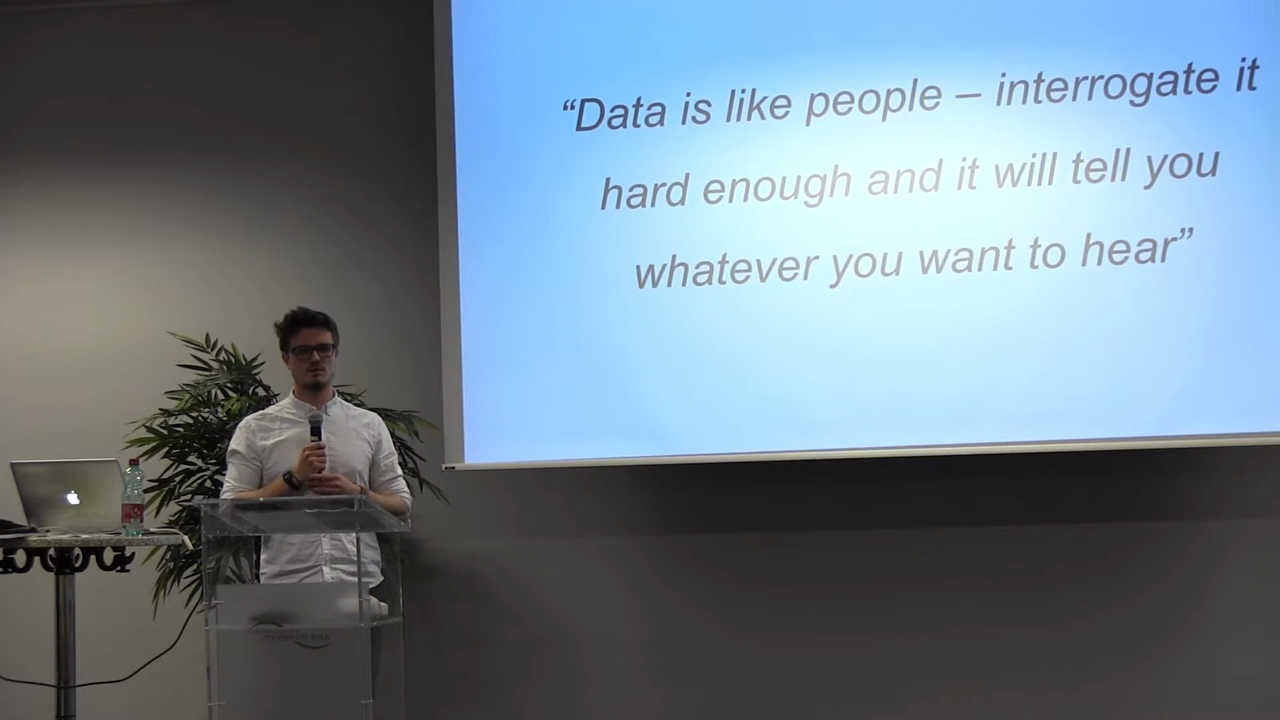 “Data is like people – interrogate it
hard enough and it will tell you
whatever you want to hear”